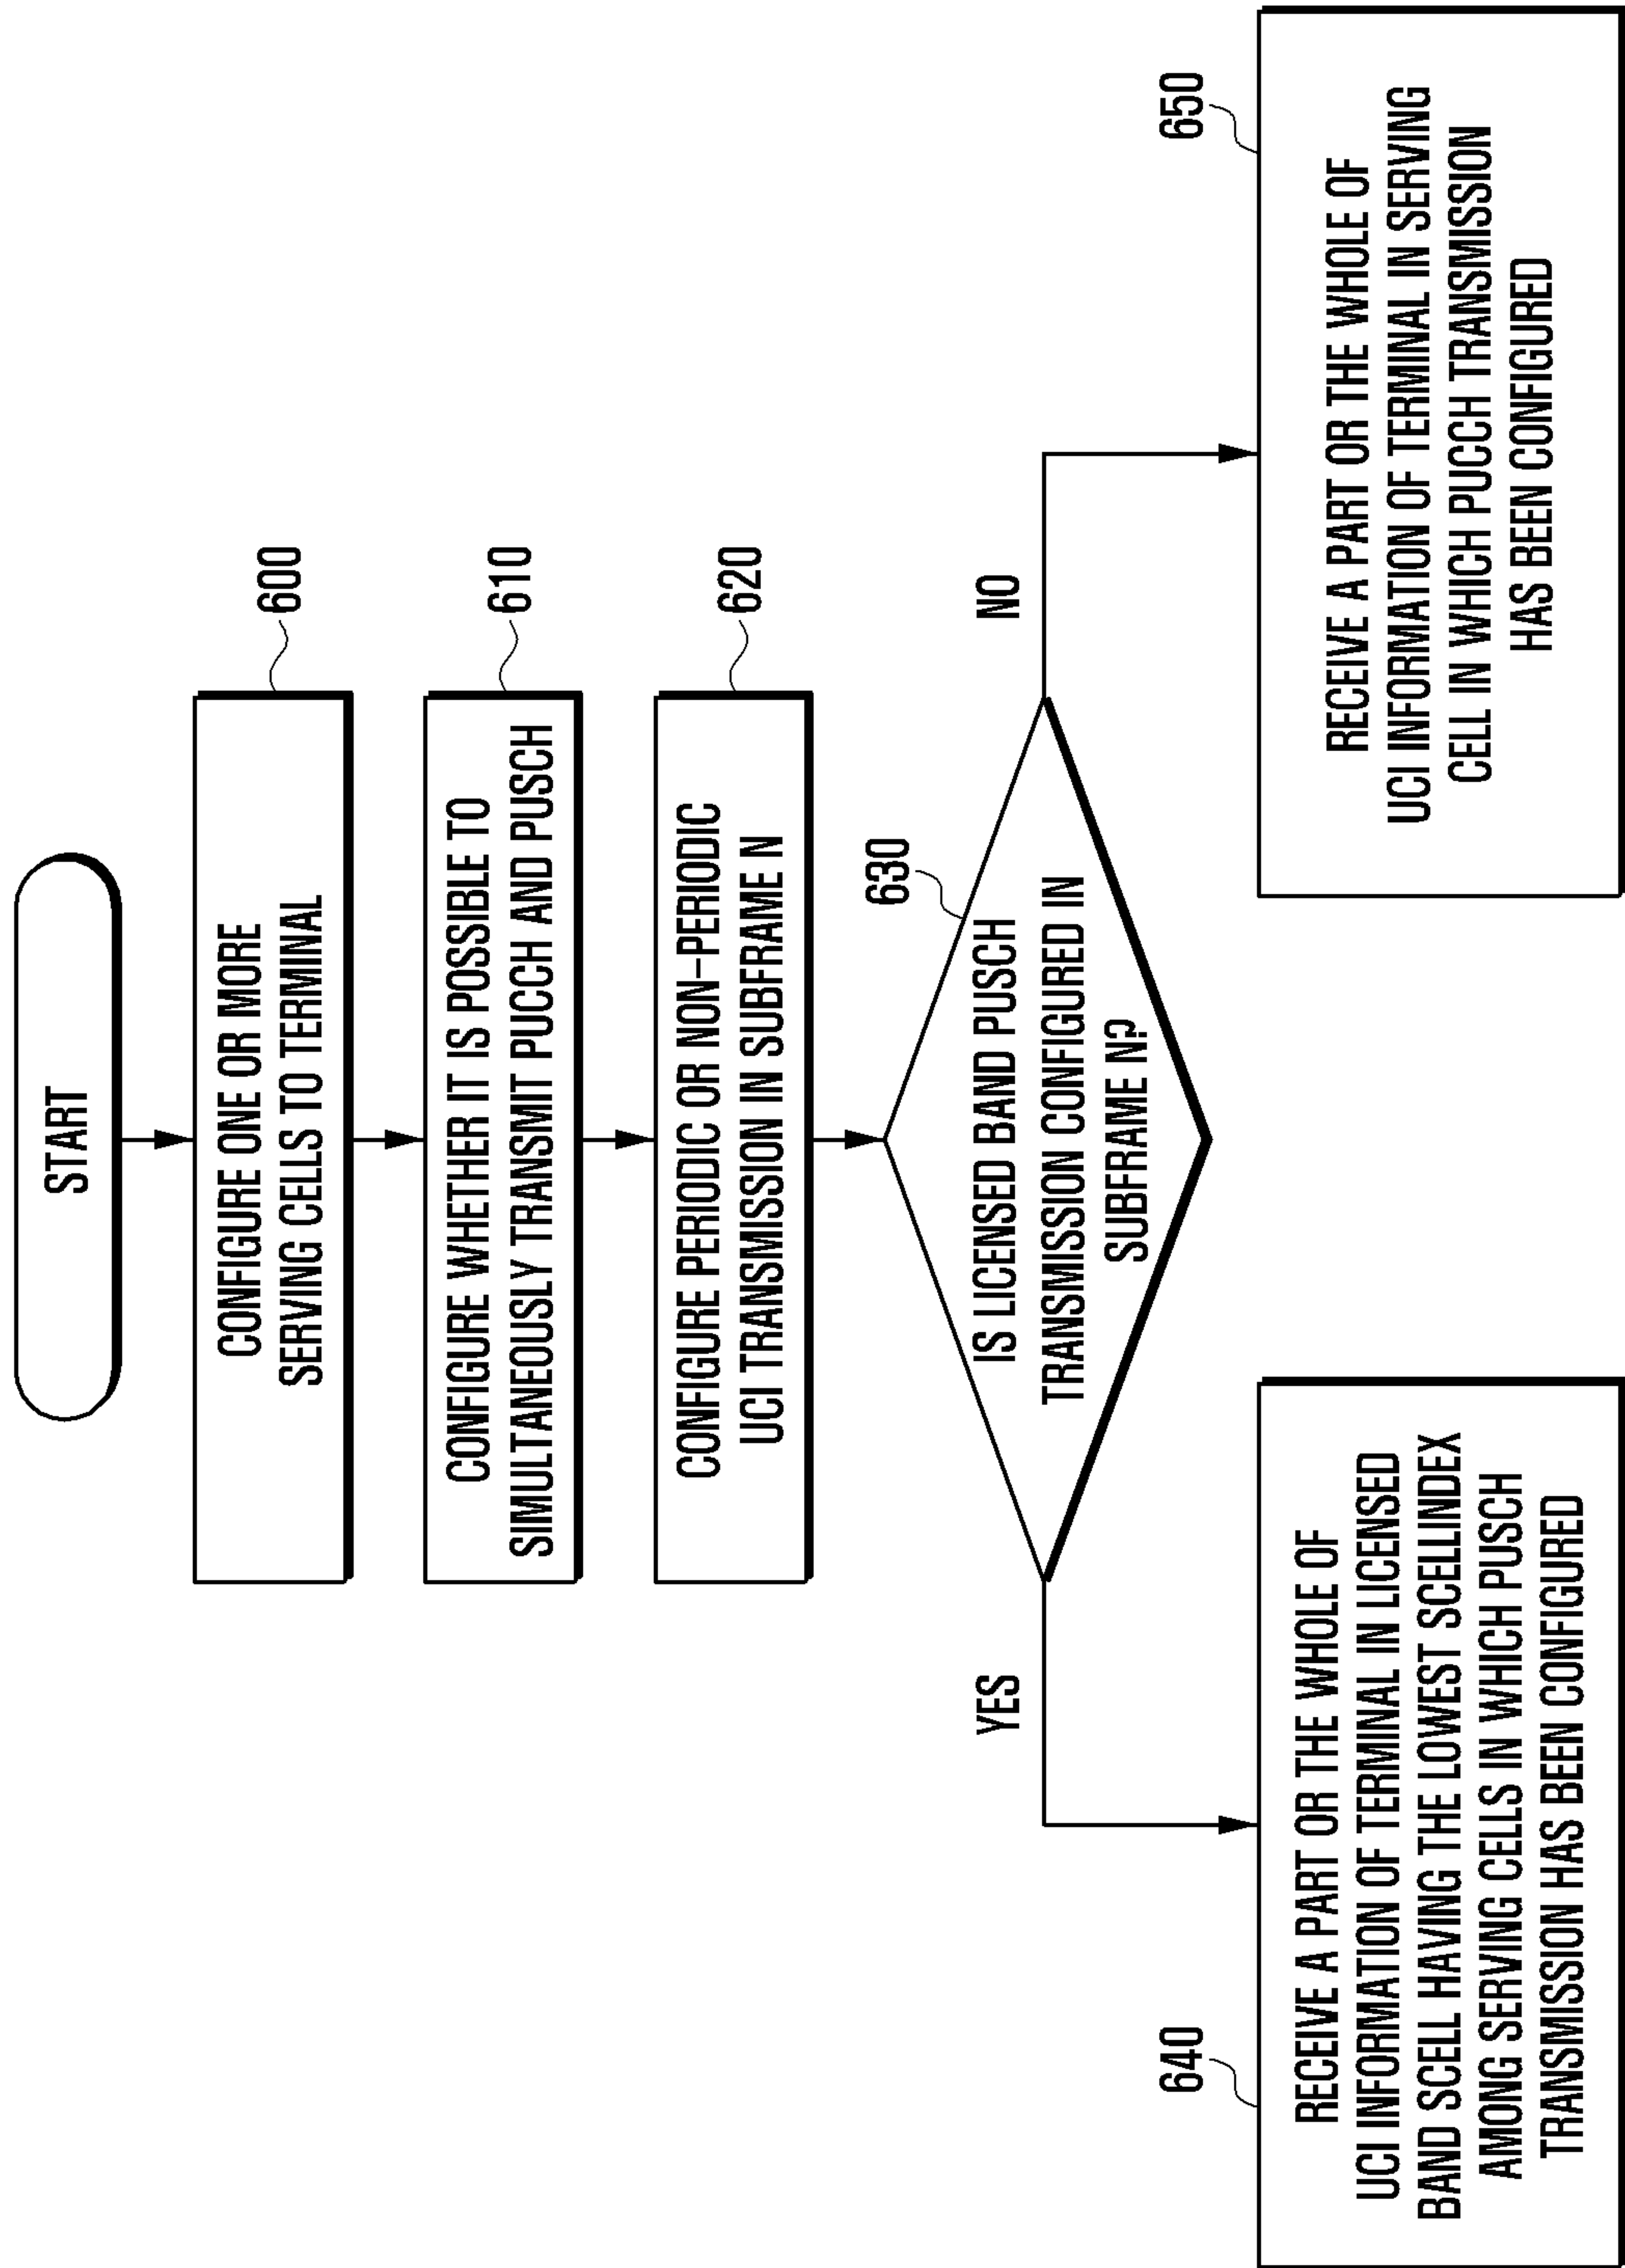 START
600
CONFIGURE ONE OR MORE
SERVING CELLS TO TERMINAL
610
CONFIGURE WHETHER IT IS POSSIBLE TO
SIMULTANEOUSLY TRANSMIT PUCCH AND PUSCH
620
CONFIGURE PERIODIC OR NON-PERIODIC
UCI TRANSMISSION IN SUBFRAME N
630
IS LICENSED BAND PUSCH
TRANSMISSION CONFIGURED IN
SUBFRAME N?
YES
NO
640
RECEIVE A PART OR THE WHOLE OF
UCI INFORMATION OF TERMINAL IN LICENSED
BAND SCELL HAVING THE LOWEST SCELLINDEX
AMONG SERVING CELLS IN WHICH PUSCH
TRANSMISSION HAS BEEN CONFIGURED
650
RECEIVE A PART OR THE WHOLE OF
UCI INFORMATION OF TERMINAL IN SERVING
CELL IN WHICH PUCCH TRANSMISSION
HAS BEEN CONFIGURED